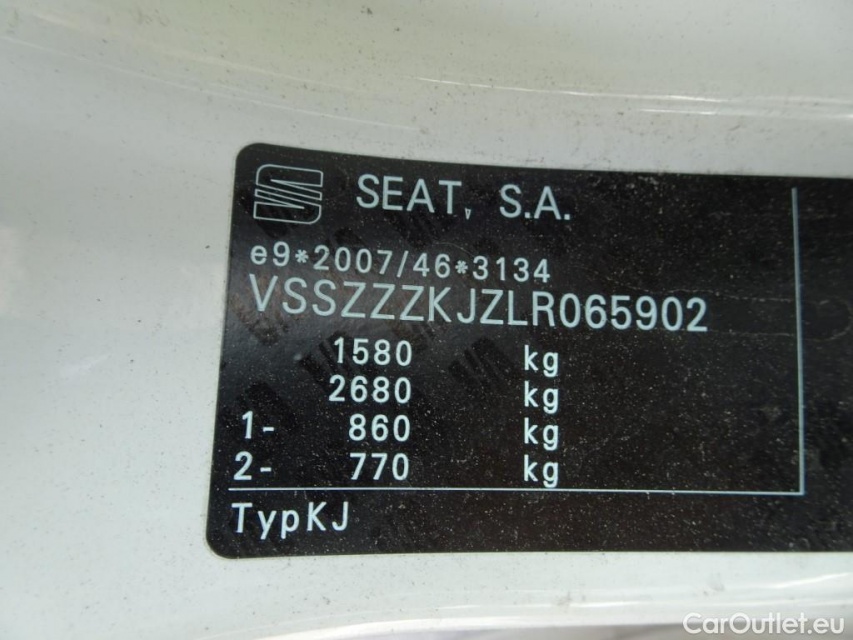 SEAT, S.A.
e9*2007/46*3134
VSSZZZKJZLR065902
1580 kg
2680 kg
1- 860 kg
2- 770 kg
TypKJ
CarOutlet.eu